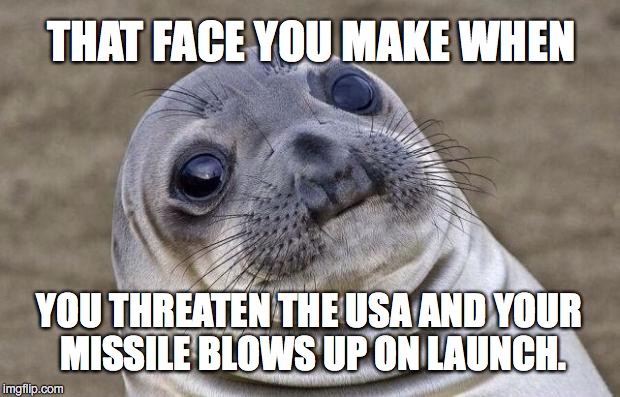 THAT FACE YOU MAKE WHEN
YOU THREATEN THE USA AND YOUR
MISSILE BLOWS UP ON LAUNCH.
imgflip.com